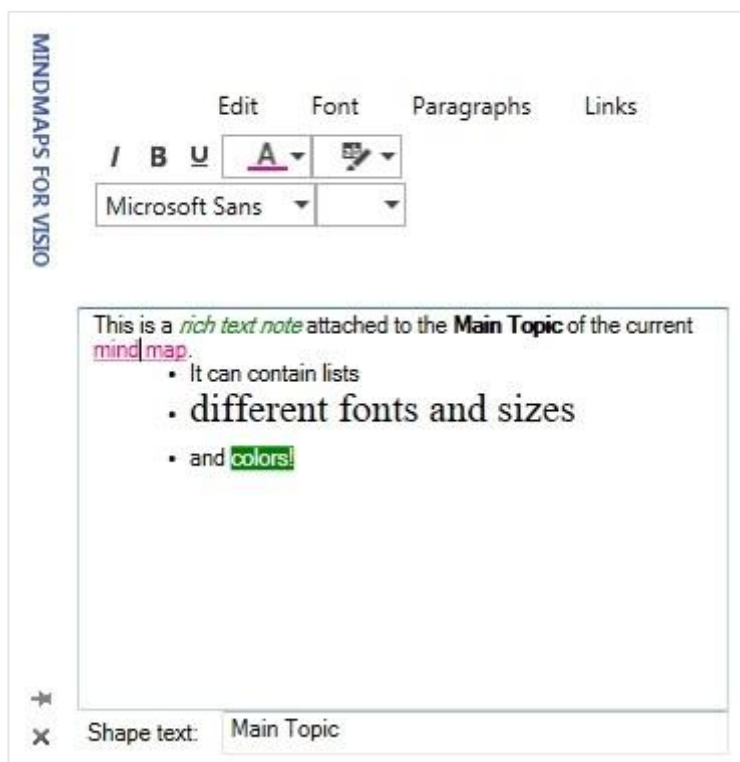 MINDMAPS FOR VISIO
Edit Font Paragraphs Links
I B U A
Microsoft Sans
This is a rich text note attached to the Main Topic of the current
mind map.
• It can contain lists
• different fonts and sizes
• and colors!
Shape text: Main Topic